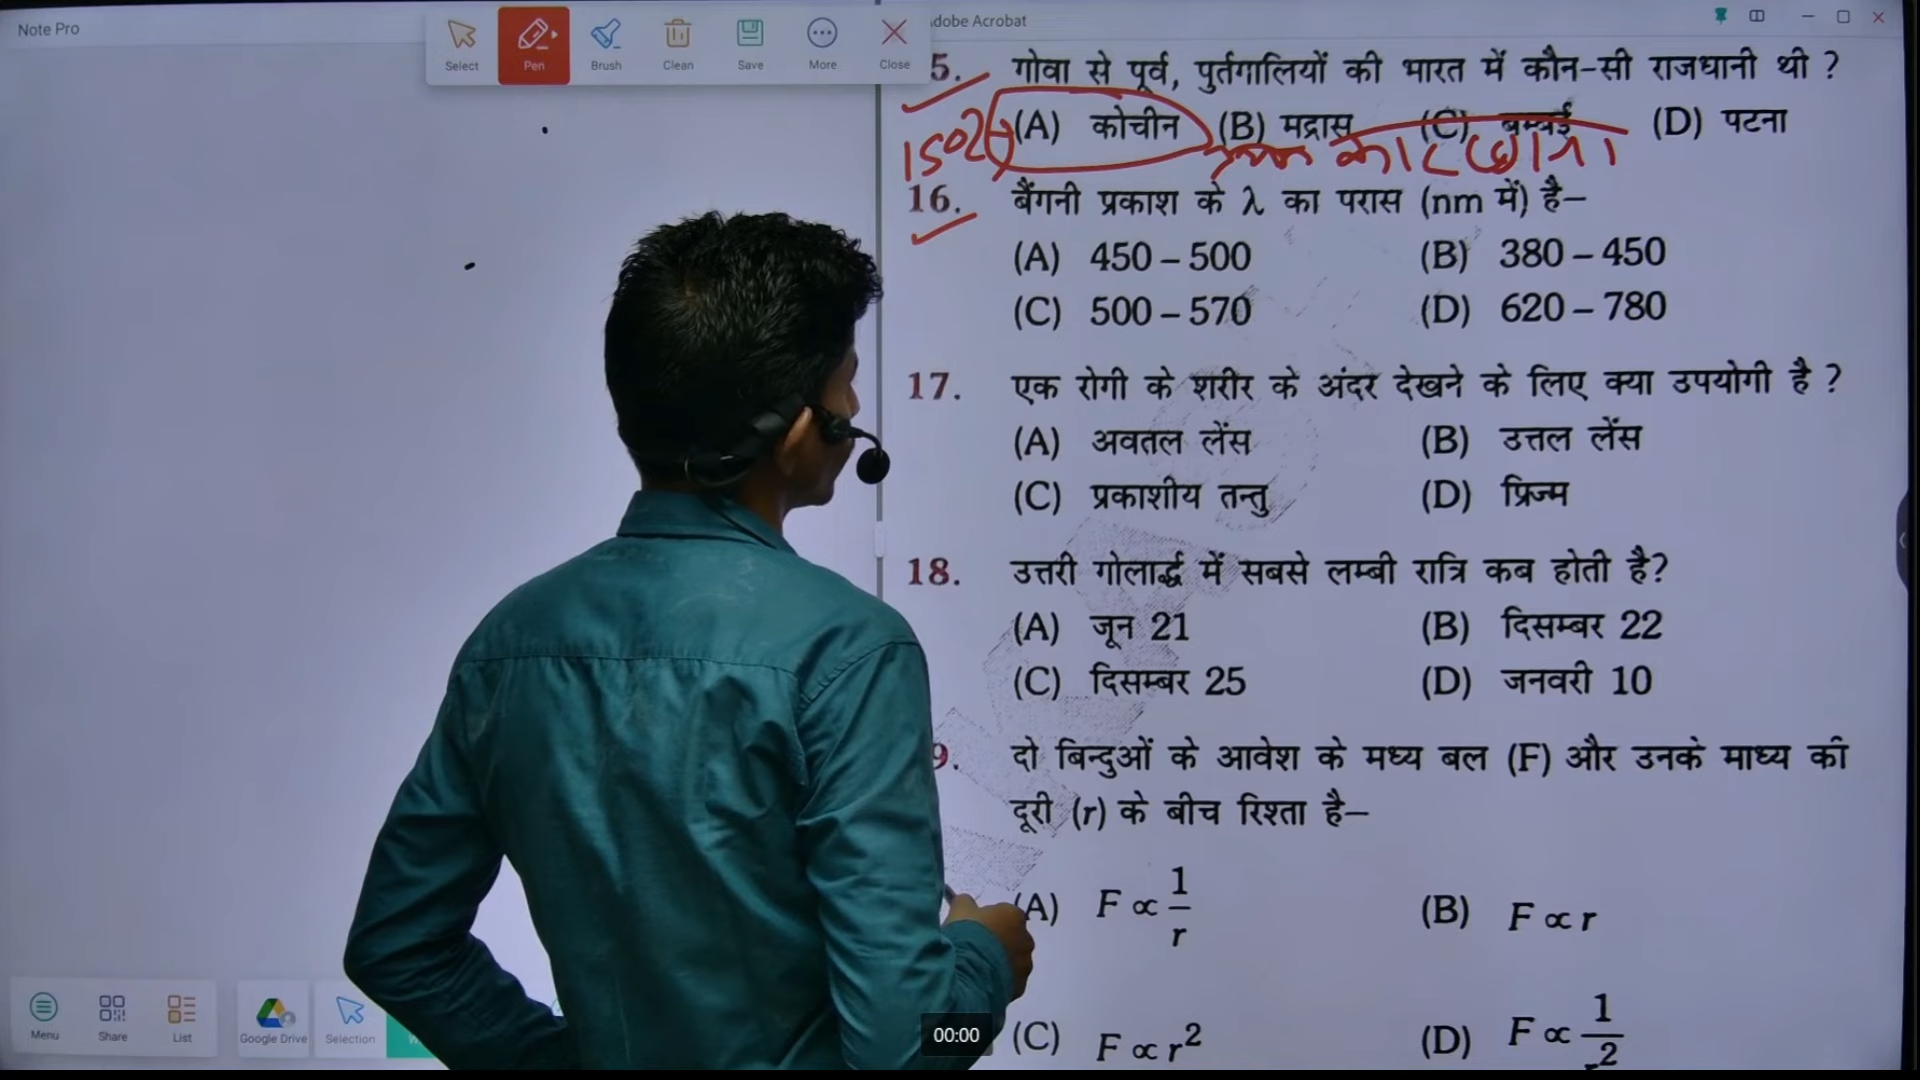 Note Pro
Select Pen Brush Clean Save More Close
dobe Acrobat
5. गोवा से पूर्व, पुर्तगालियों की भारत में कौन-सी राजधानी थी ?
(A) कोचीन (B) मद्रास (C) बम्बई (D) पटना
1502
16. बैंगनी प्रकाश के λ का परास (nm में) है–
(A) 450 – 500 (B) 380 – 450
(C) 500 – 570 (D) 620 – 780
17. एक रोगी के शरीर के अंदर देखने के लिए क्या उपयोगी है ?
(A) अवतल लेंस (B) उत्तल लेंस
(C) प्रकाशीय तन्तु (D) प्रिज्म
18. उत्तरी गोलार्द्ध में सबसे लम्बी रात्रि कब होती है?
(A) जून 21 (B) दिसम्बर 22
(C) दिसम्बर 25 (D) जनवरी 10
9. दो बिन्दुओं के आवेश के मध्य बल (F) और उनके माध्य की
दूरी (r) के बीच रिश्ता है–
(A) F ∝ 1/r (B) F ∝ r
(C) F ∝ r² (D) F ∝ 1/r²
Menu Share List Google Drive Selection
00:00